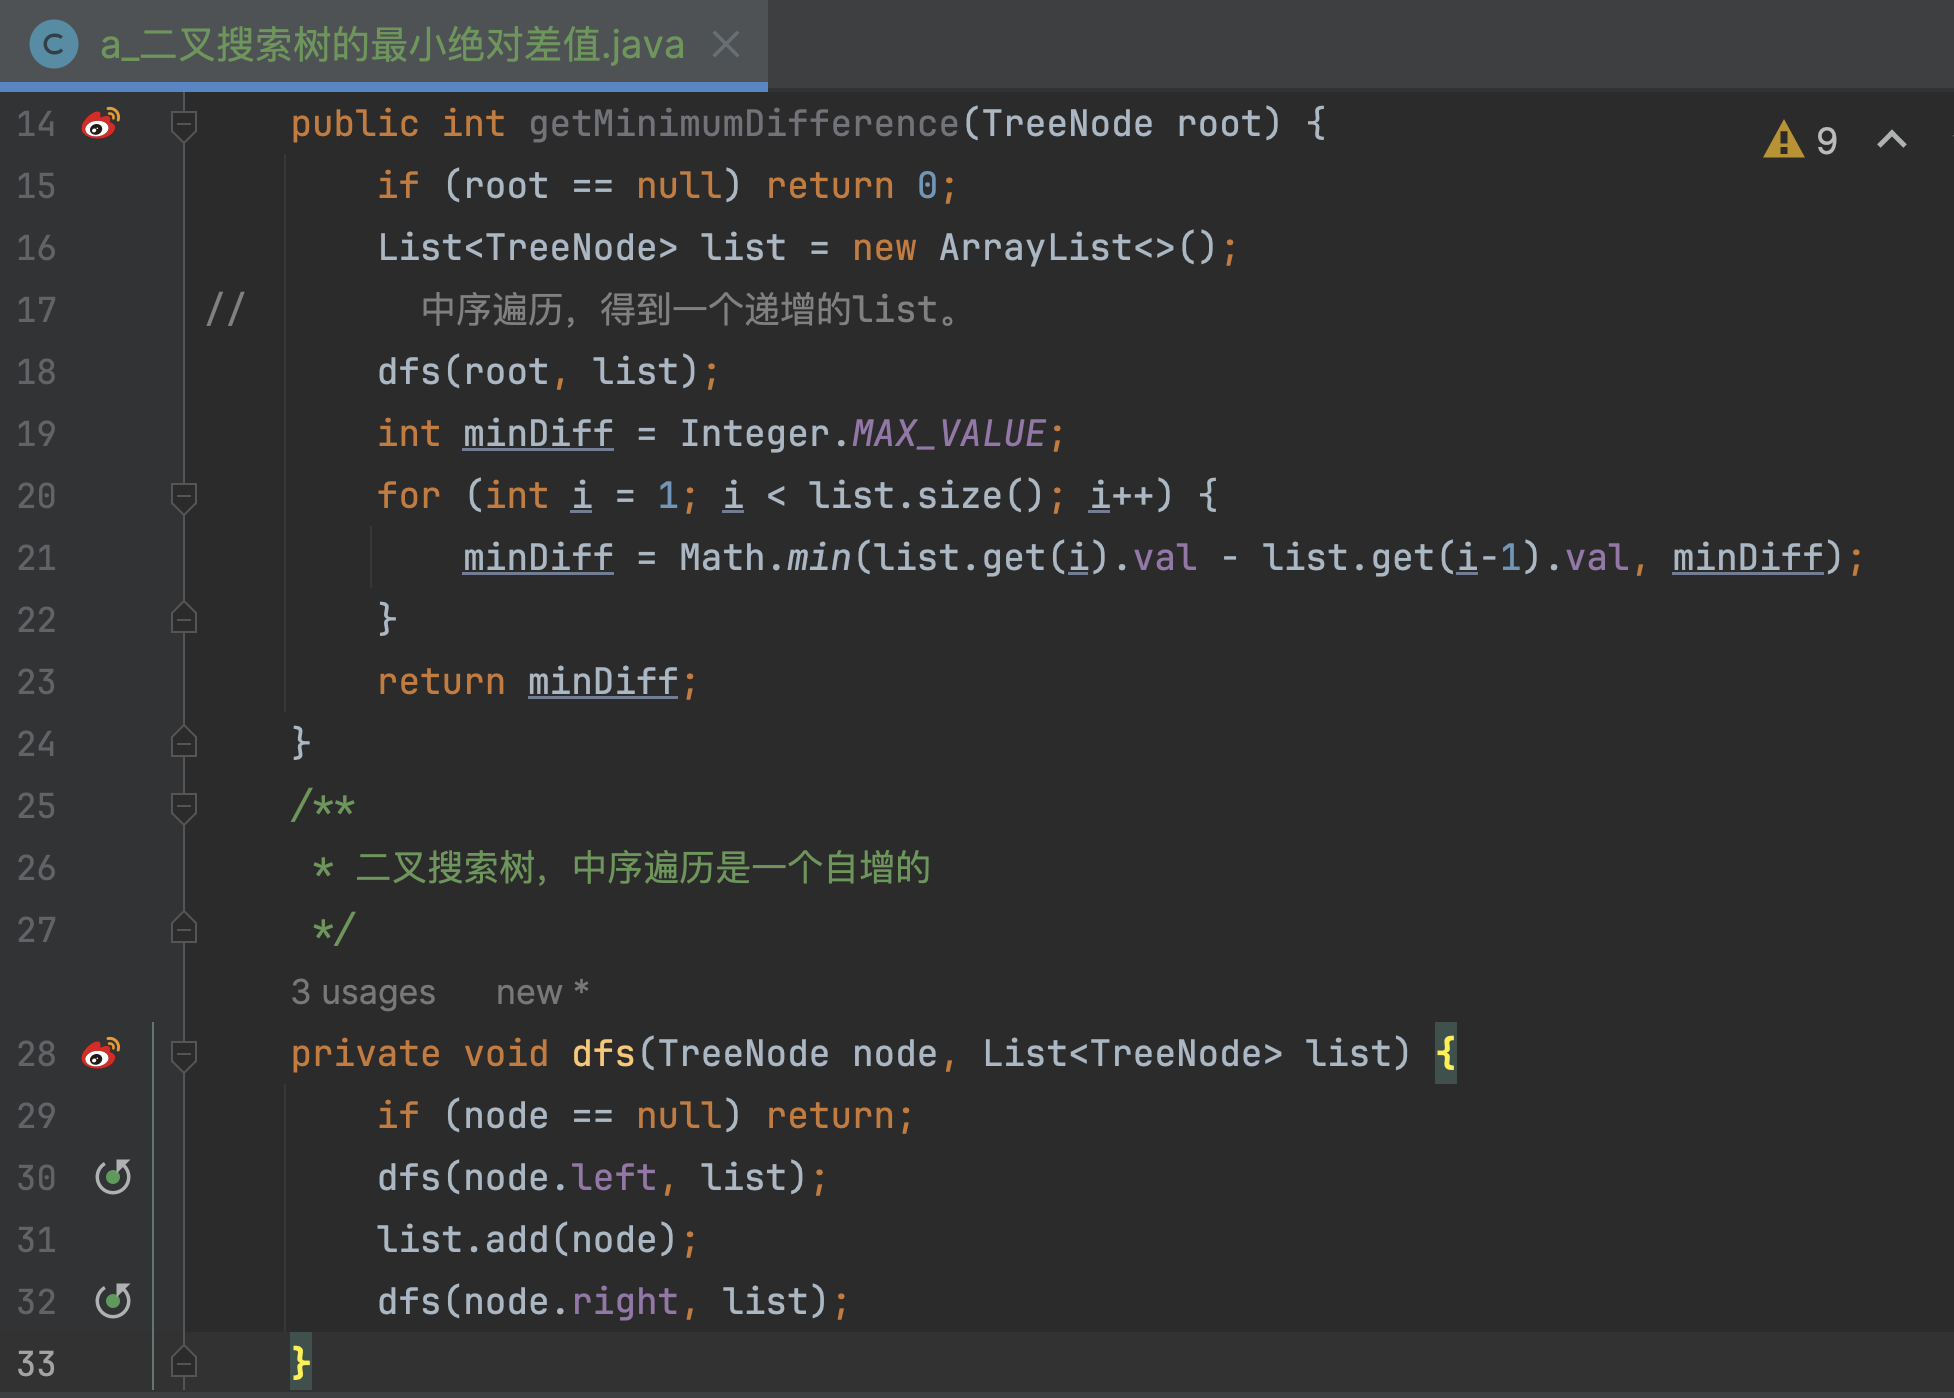 a_二叉搜索树的最小绝对差值.java
9
14 public int getMinimumDifference(TreeNode root) {
15 if (root == null) return 0;
16 List<TreeNode> list = new ArrayList<>();
17 // 中序遍历，得到一个递增的list。
18 dfs(root, list);
19 int minDiff = Integer.MAX_VALUE;
20 for (int i = 1; i < list.size(); i++) {
21 minDiff = Math.min(list.get(i).val - list.get(i-1).val, minDiff);
22 }
23 return minDiff;
24 }
25 /**
26 * 二叉搜索树，中序遍历是一个自增的
27 */
3 usages new *
28 private void dfs(TreeNode node, List<TreeNode> list) {
29 if (node == null) return;
30 dfs(node.left, list);
31 list.add(node);
32 dfs(node.right, list);
33 }